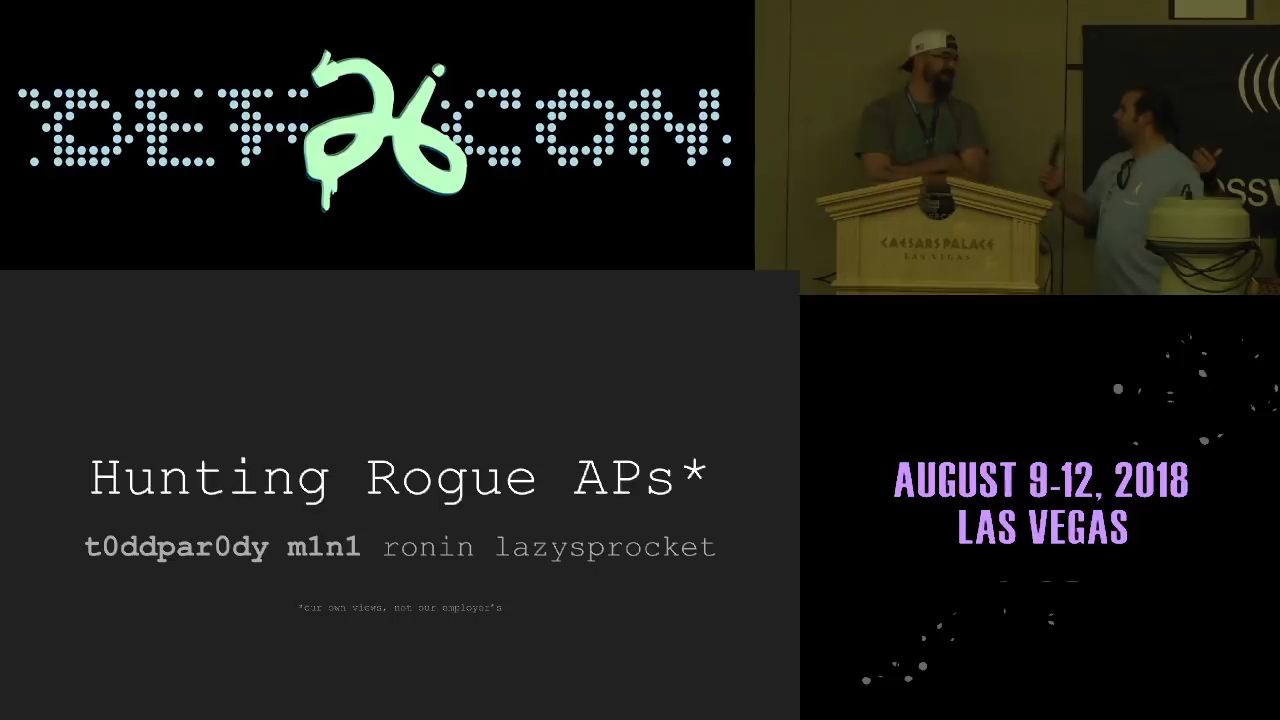 DEF 26 CON
CAESARS PALACE
LAS VEGAS
Hunting Rogue APs*
t0ddpar0dy m1n1 ronin lazysprocket
*our own views, not our employer's
AUGUST 9-12, 2018
LAS VEGAS